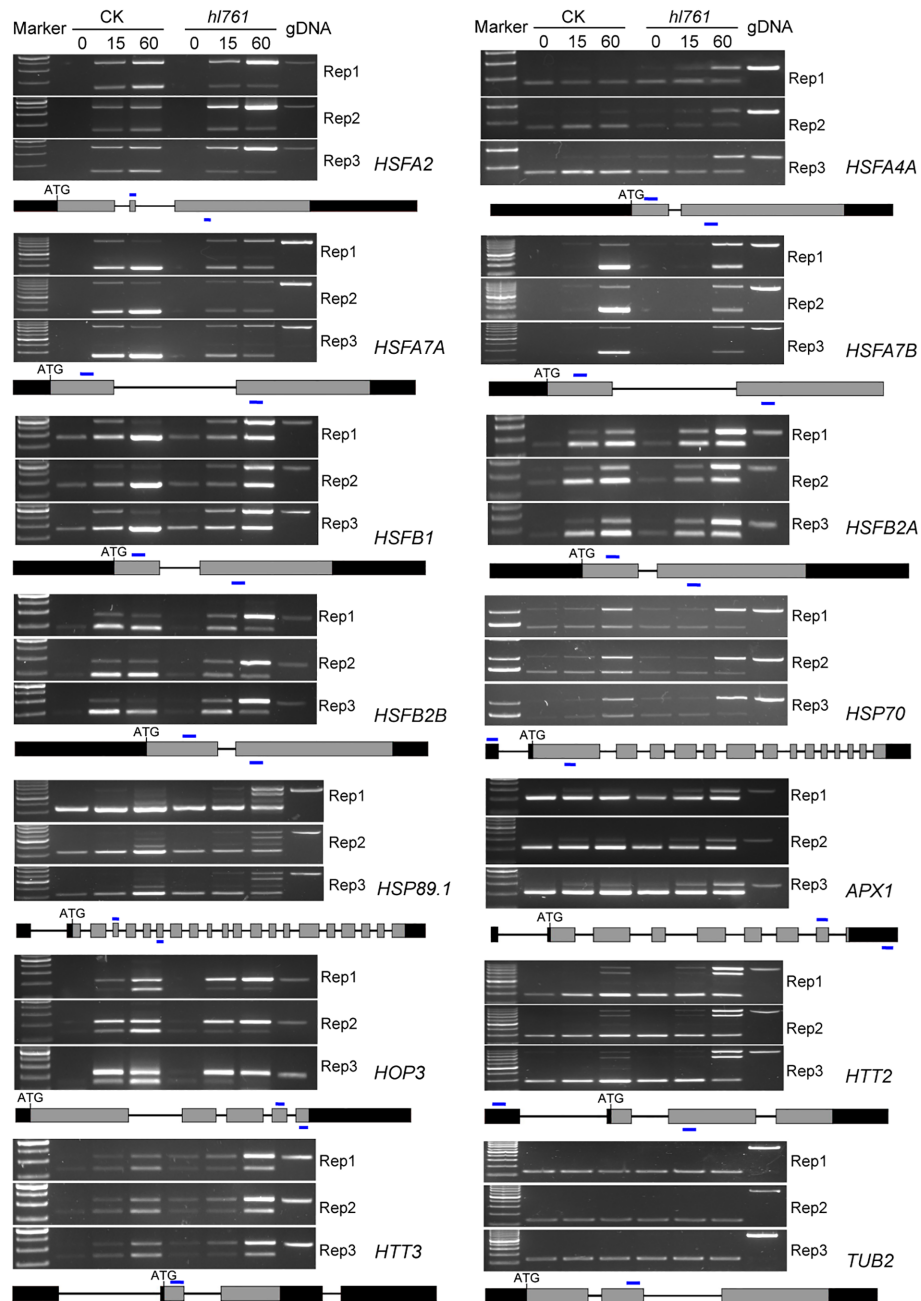 CK hl761
Marker 0 15 60 0 15 60 gDNA
Rep1
Rep2
Rep3 HSFA2
ATG
Rep1
Rep2
Rep3 HSFA7A
ATG
Rep1
Rep2
Rep3 HSFB1
ATG
Rep1
Rep2
Rep3 HSFB2B
ATG
Rep1
Rep2
Rep3 HSP89.1
ATG
Rep1
Rep2
Rep3 HOP3
ATG
Rep1
Rep2
Rep3 HTT3
ATG
CK hl761
Marker 0 15 60 0 15 60 gDNA
Rep1
Rep2
Rep3 HSFA4A
ATG
Rep1
Rep2
Rep3 HSFA7B
ATG
Rep1
Rep2
Rep3 HSFB2A
ATG
Rep1
Rep2
Rep3 HSP70
ATG
Rep1
Rep2
Rep3 APX1
ATG
Rep1
Rep2
Rep3 HTT2
ATG
Rep1
Rep2
Rep3 TUB2
ATG